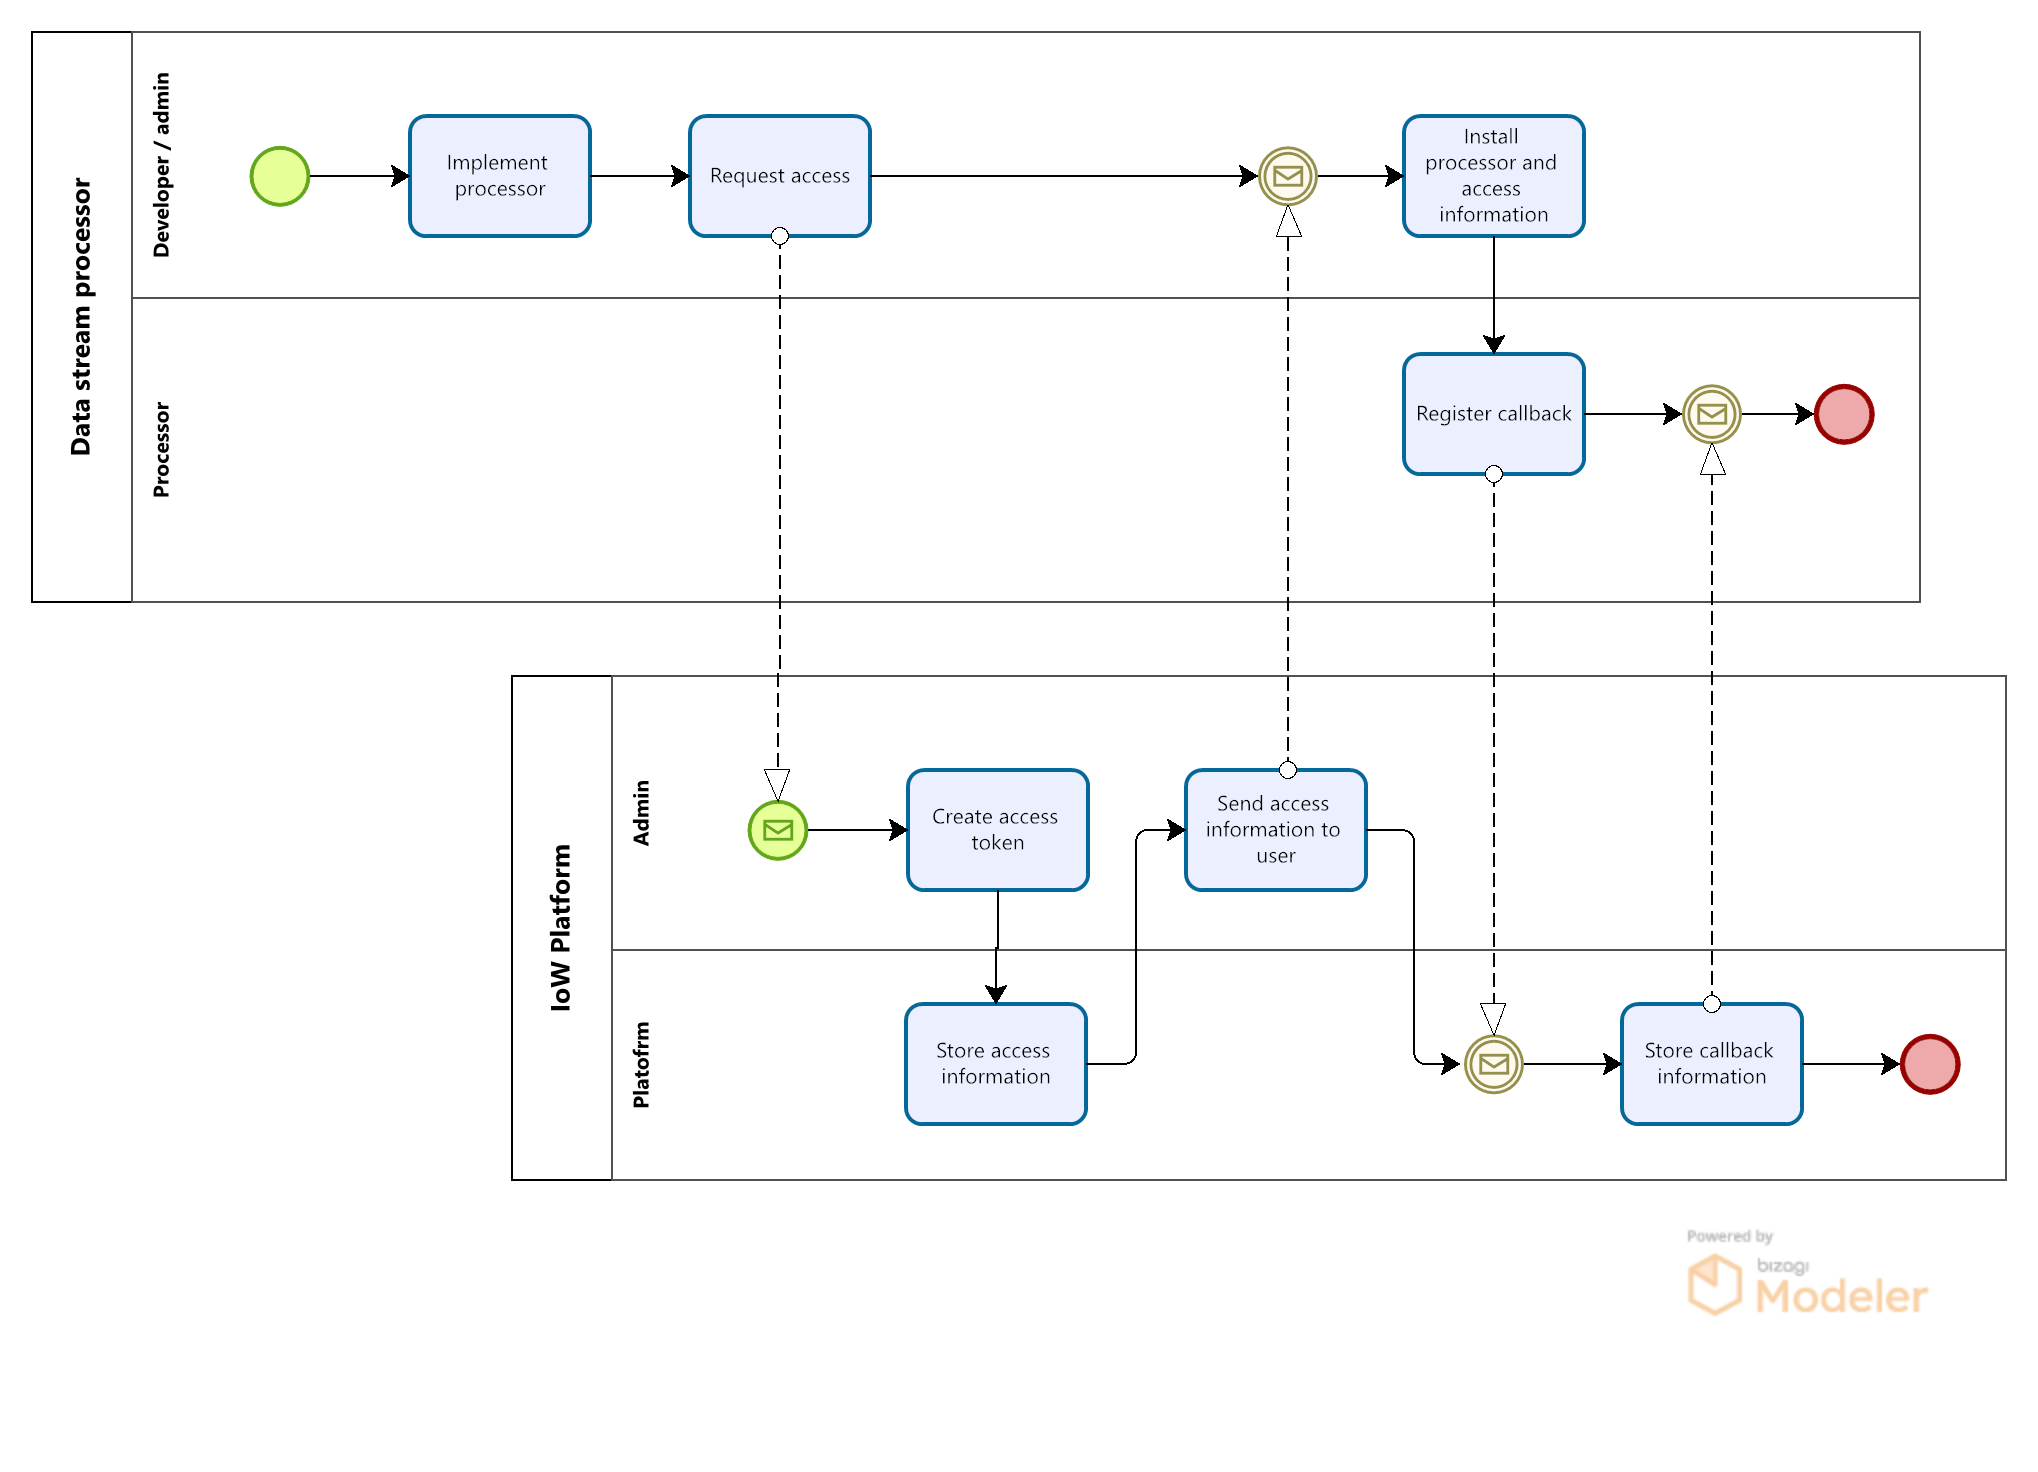 Data stream processor
Developer / admin
Implement
processor
Request access
Install
processor and
access
information
Processor
Register callback
IoW Platform
Admin
Create access
token
Send access
information to
user
Platofrm
Store access
information
Store callback
information
Powered by
bizagi
Modeler